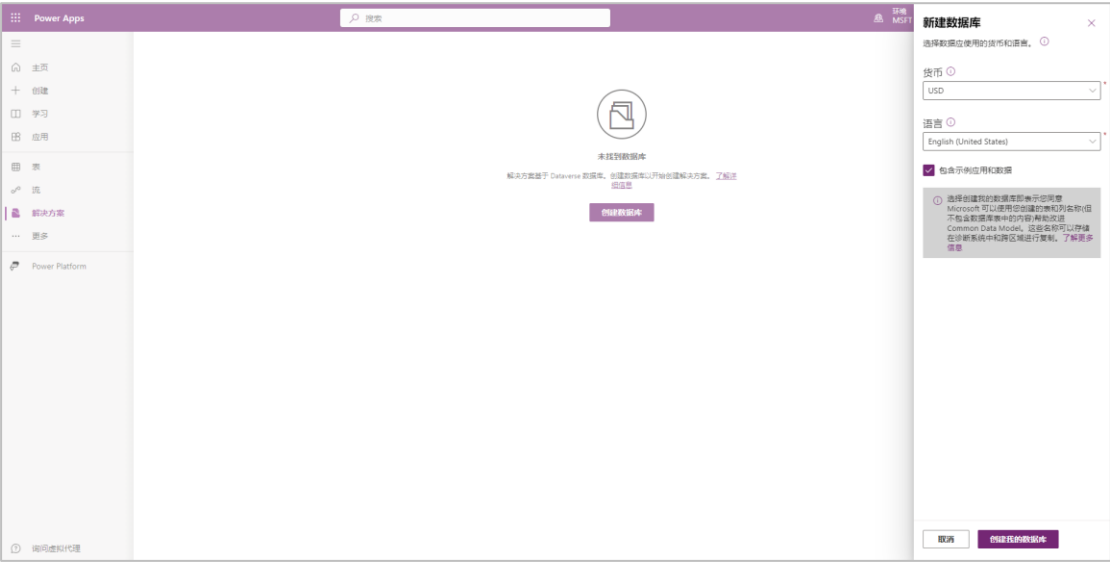 Power Apps
搜索
环境
MSFT
主页
创建
学习
应用
表
流
解决方案
更多
Power Platform
询问虚拟代理
未找到数据库
解决方案基于 Dataverse 数据库。创建数据库以开始创建解决方案。 了解详
细信息
创建数据库
新建数据库
选择数据应使用的货币和语言。
货币
USD
*
语言
English (United States)
*
包含示例应用和数据
选择创建我的数据库即表示您同意
Microsoft 可以使用您创建的表和列名称(但
不包含数据库表中的内容)帮助改进
Common Data Model。这些名称可以存储
在诊断系统中和跨区域进行复制。了解更多
信息
取消
创建我的数据库